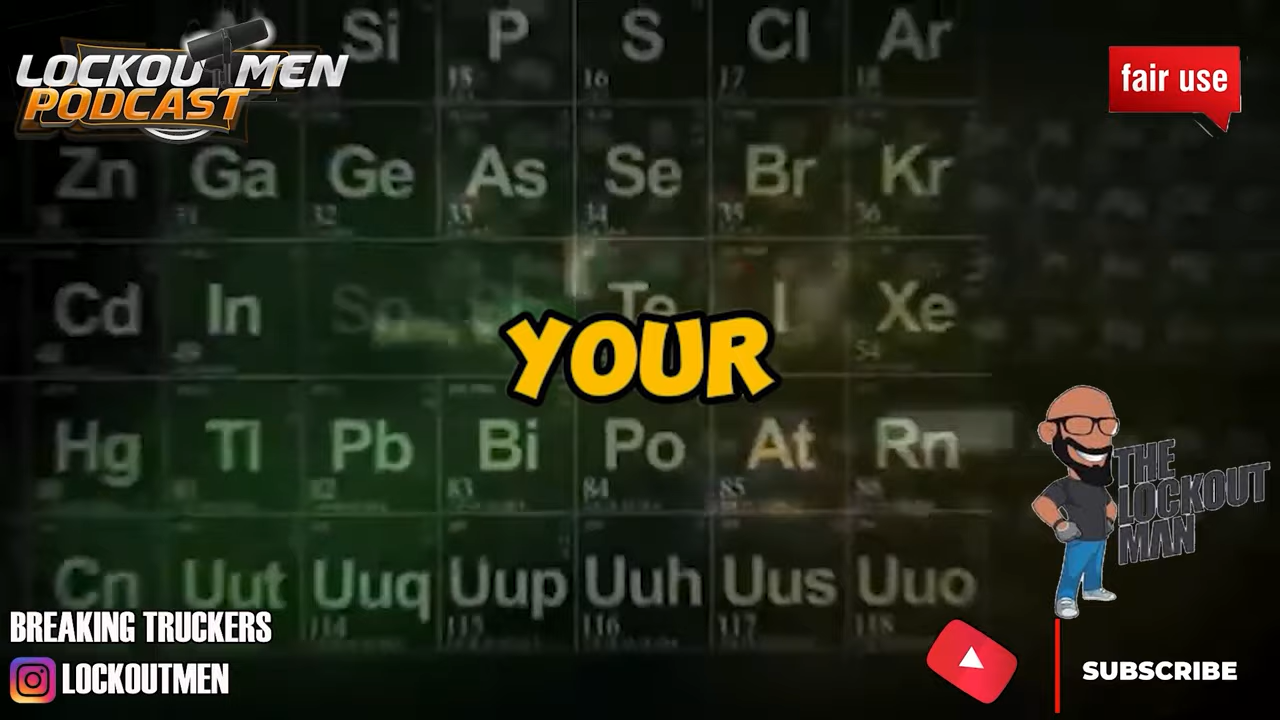 Si P S Cl Ar
15 16 17 18
LOCKOUTMEN
PODCAST
fair use
Zn Ga Ge As Se Br Kr
31 32 33 34 35 36
Cd In Te I Xe
54
YOUR
Hg Tl Pb Bi Po At Rn
82 83 84 85 86
THE
LOCKOUT
MAN
Cn Uut Uuq Uup Uuh Uus Uuo
114 115 116 117 118
BREAKING TRUCKERS
LOCKOUTMEN
SUBSCRIBE